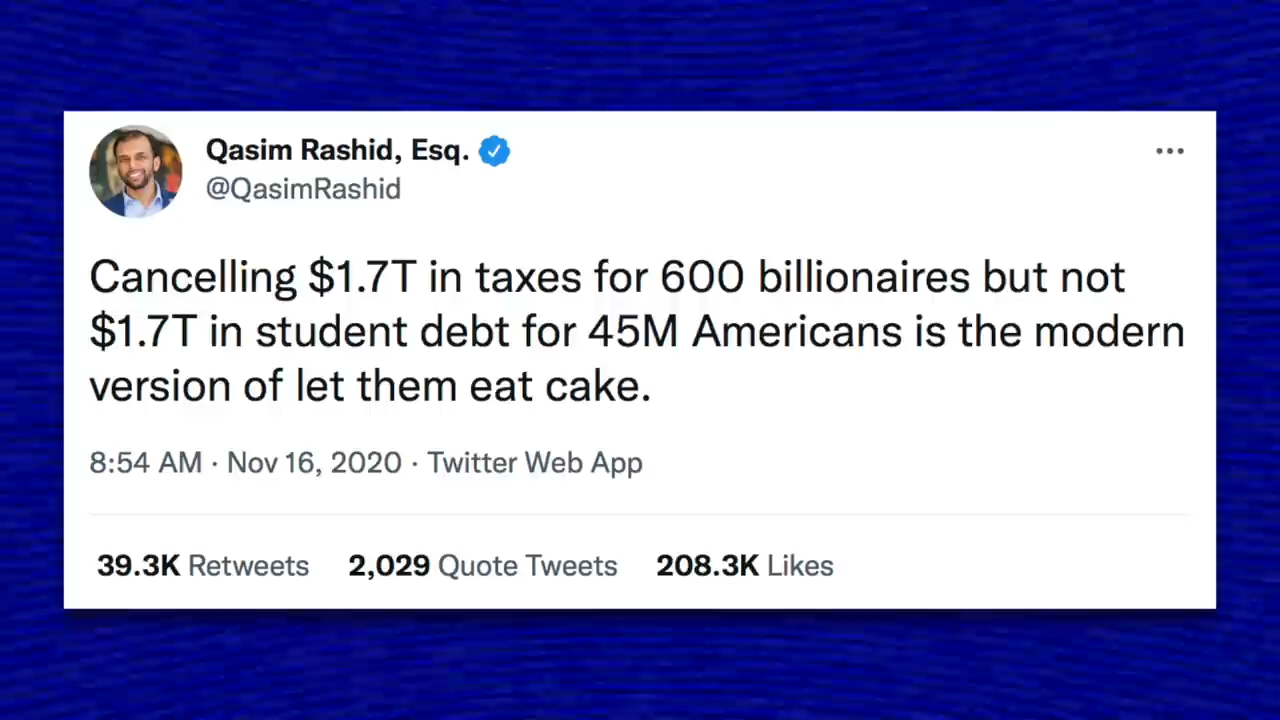 Qasim Rashid, Esq.
@QasimRashid
Cancelling $1.7T in taxes for 600 billionaires but not
$1.7T in student debt for 45M Americans is the modern
version of let them eat cake.
8:54 AM · Nov 16, 2020 · Twitter Web App
39.3K Retweets 2,029 Quote Tweets 208.3K Likes